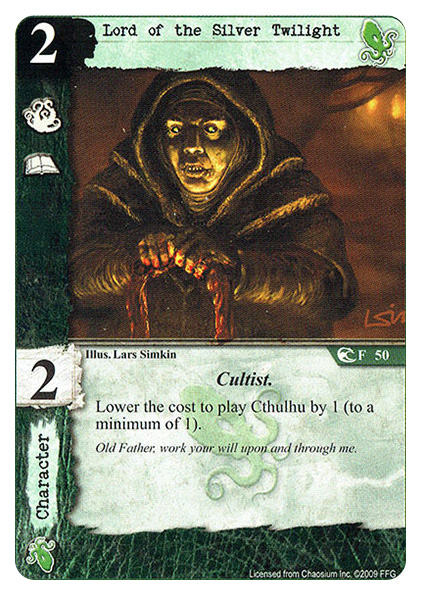 2
Lord of the Silver Twilight
Illus. Lars Simkin
F 50
2
Cultist.
Lower the cost to play Cthulhu by 1 (to a
minimum of 1).
Old Father, work your will upon and through me.
Character
Licensed from Chaosium Inc. ©2009 FFG